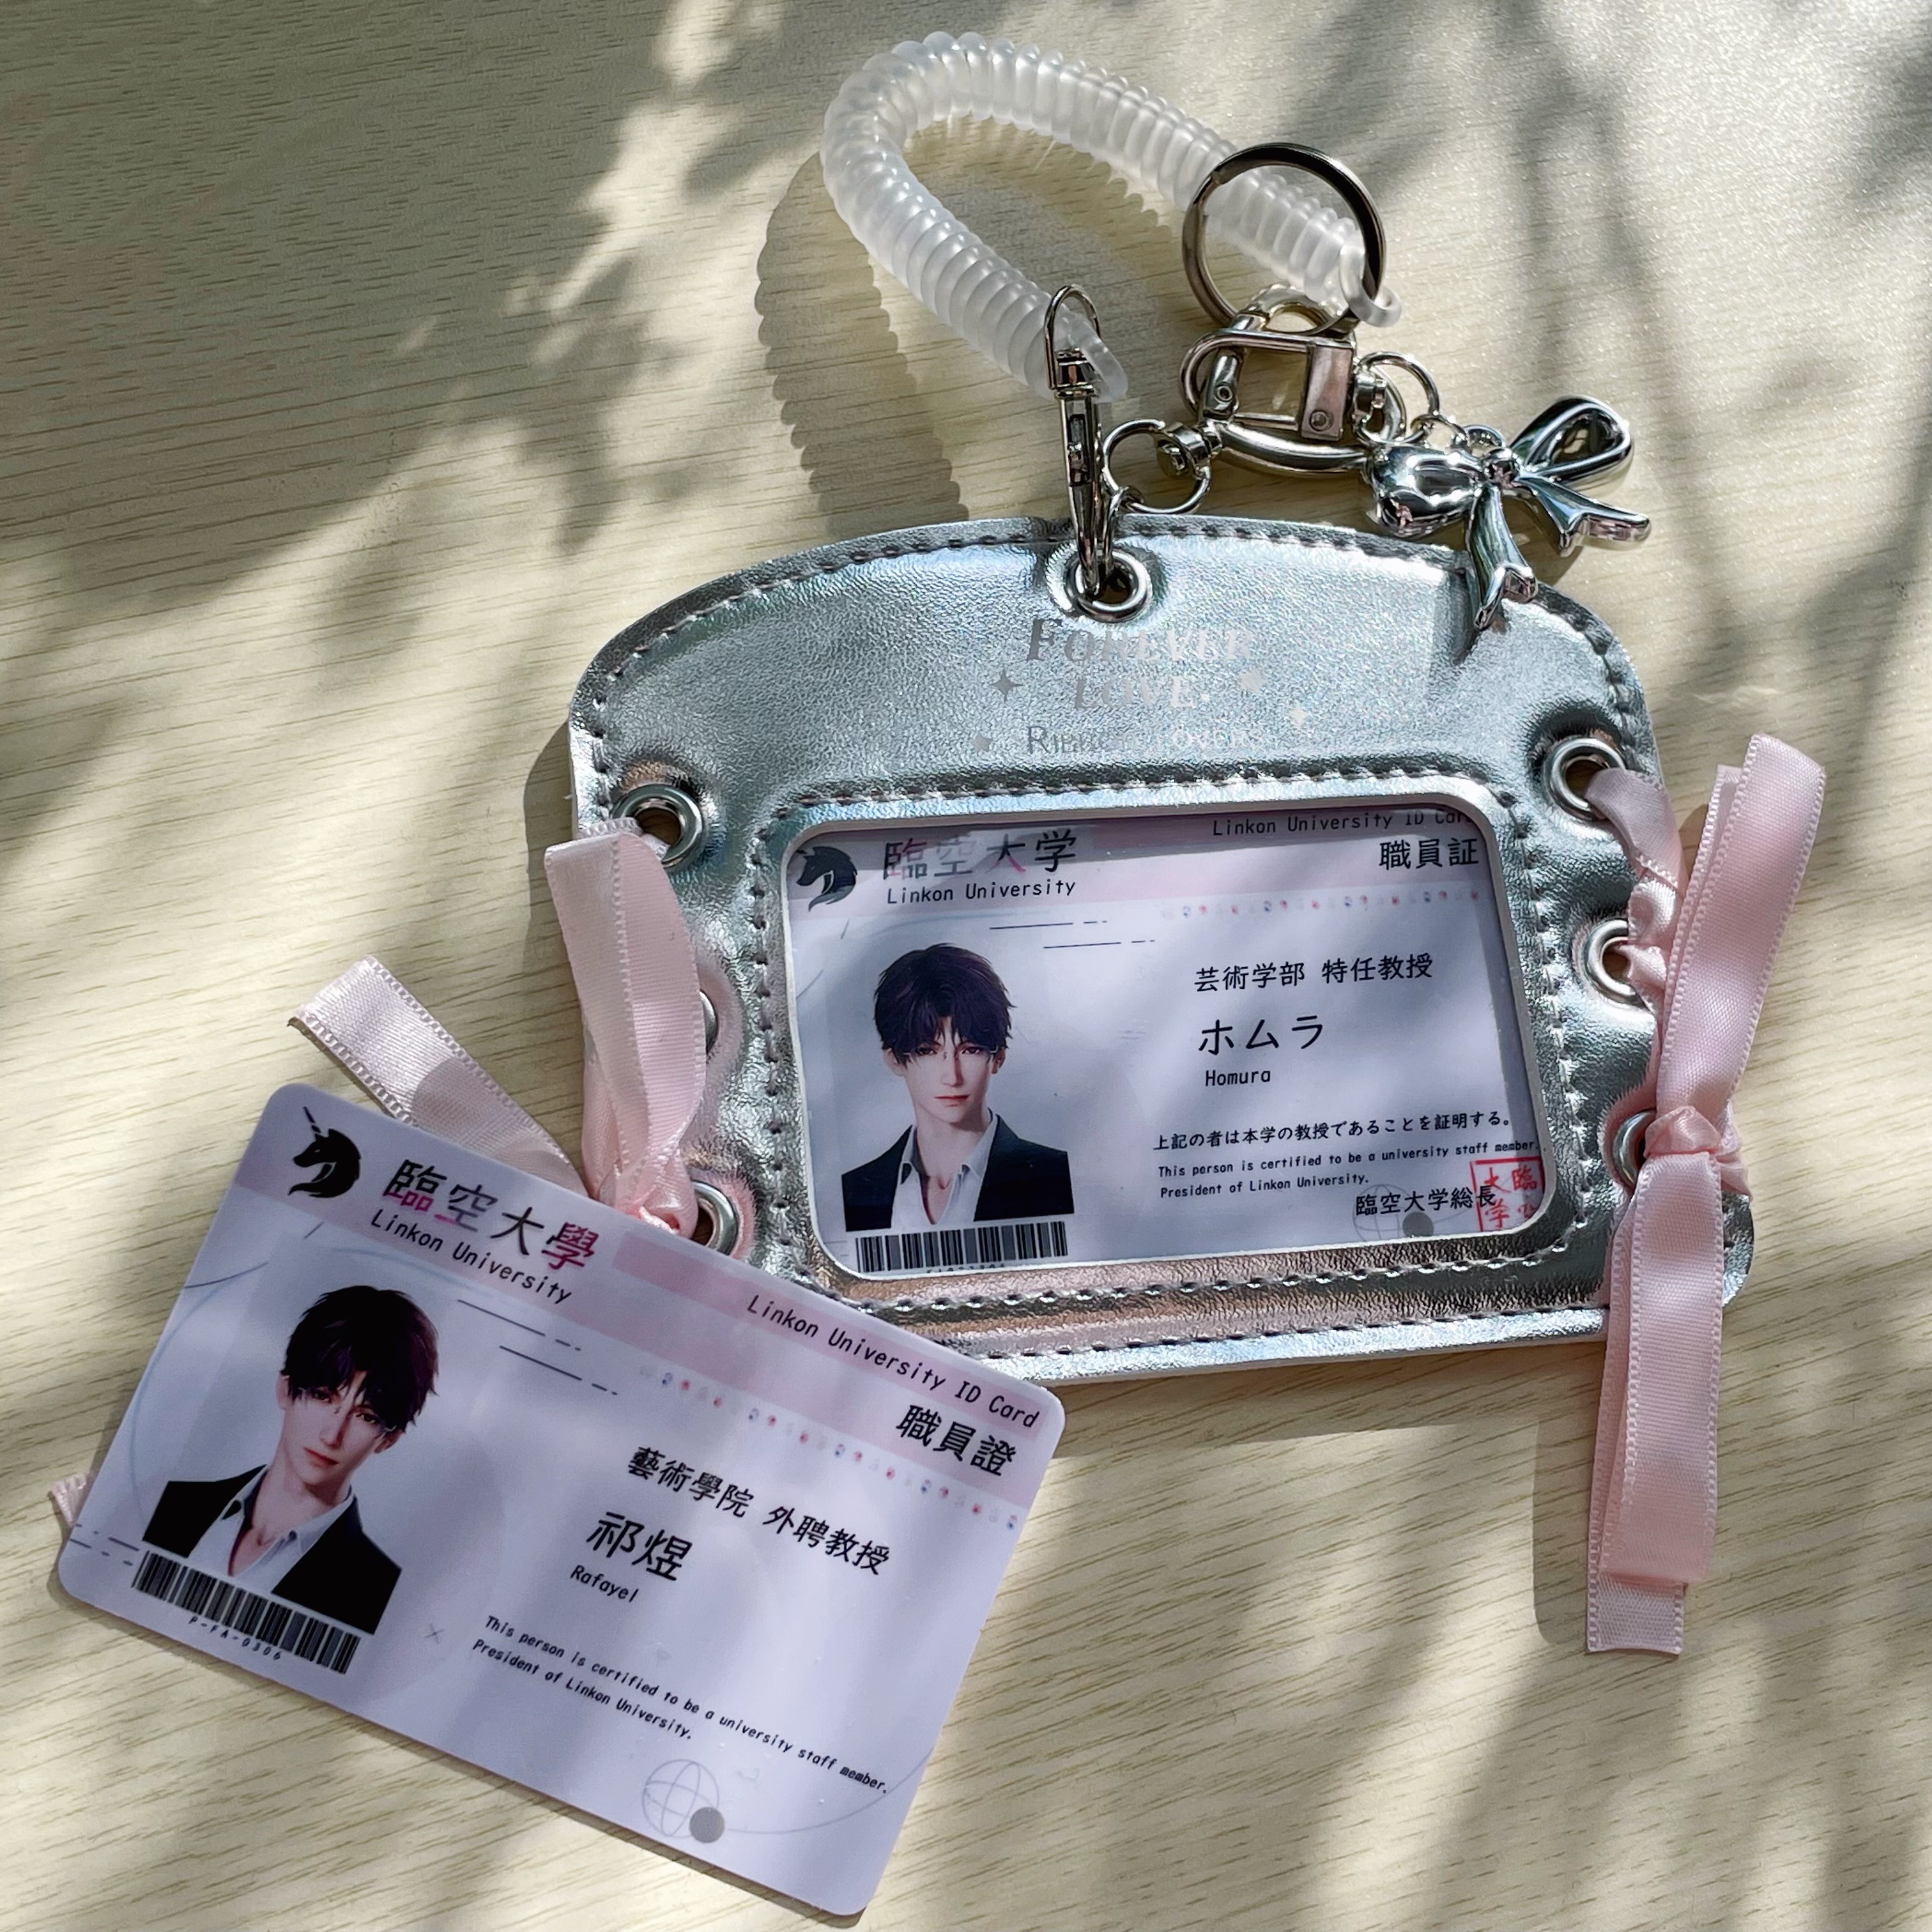 FOREVER
LOVE.
臨空大学
Linkon University
Linkon University ID Card
職員証
芸術学部 特任教授
ホムラ
Homura
上記の者は本学の教授であることを証明する。
This person is certified to be a university staff member.
President of Linkon University.
臨空大学総長
臨空大學
Linkon University
Linkon University ID Card
職員證
藝術學院 外聘教授
祁煜
Rafayel
This person is certified to be a university staff member.
President of Linkon University.
P-FA-0306